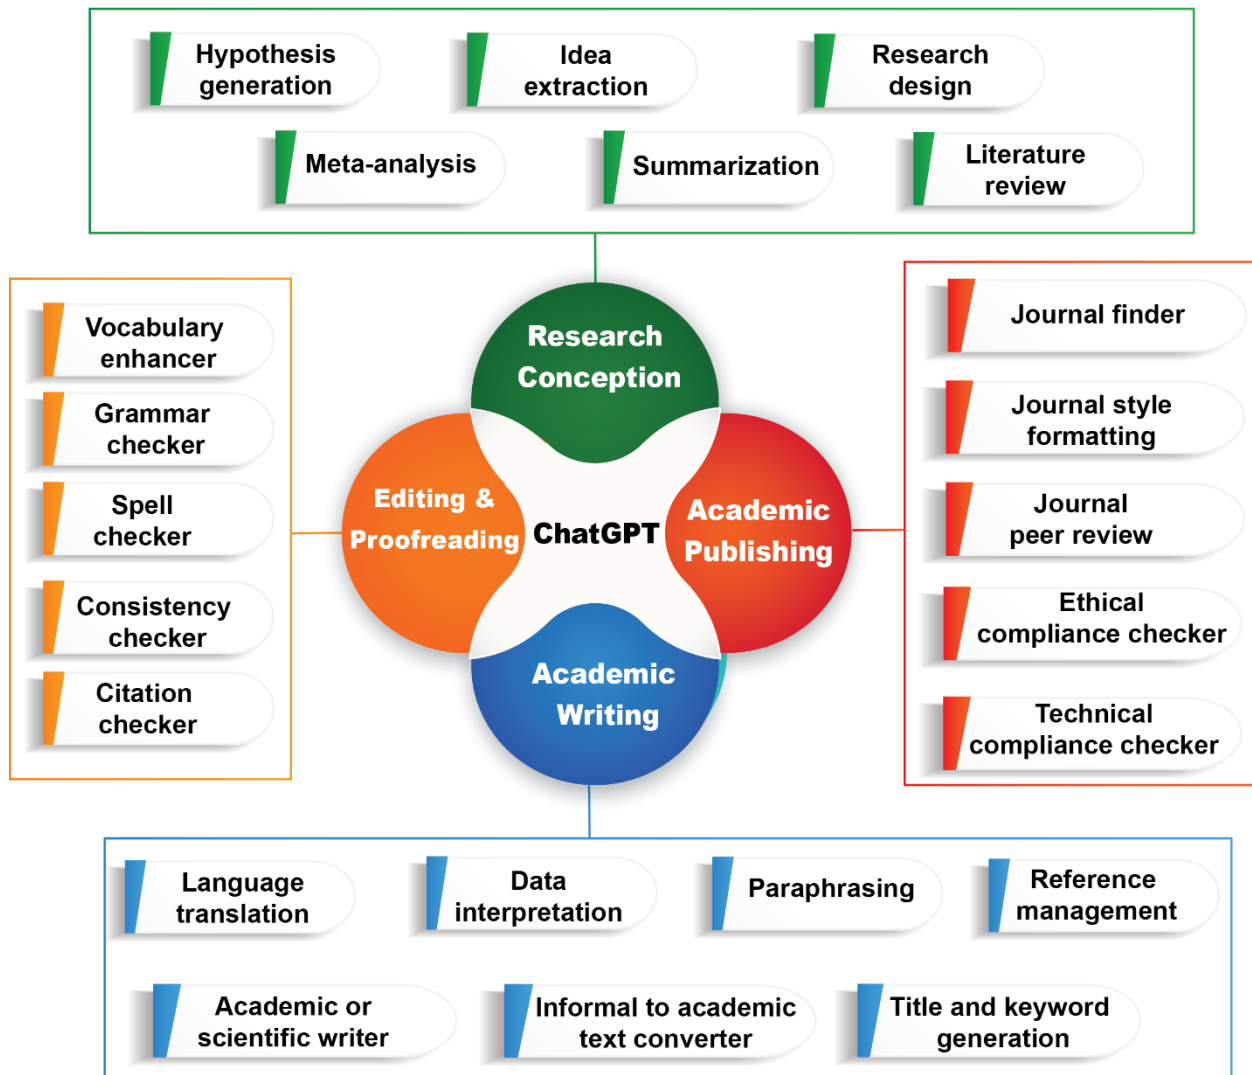 Hypothesis
generation
Idea
extraction
Research
design
Meta-analysis
Summarization
Literature
review
Vocabulary
enhancer
Grammar
checker
Spell
checker
Consistency
checker
Citation
checker
Research
Conception
Editing &
Proofreading
ChatGPT
Academic
Publishing
Academic
Writing
Journal finder
Journal style
formatting
Journal
peer review
Ethical
compliance checker
Technical
compliance checker
Language
translation
Data
interpretation
Paraphrasing
Reference
management
Academic or
scientific writer
Informal to academic
text converter
Title and keyword
generation